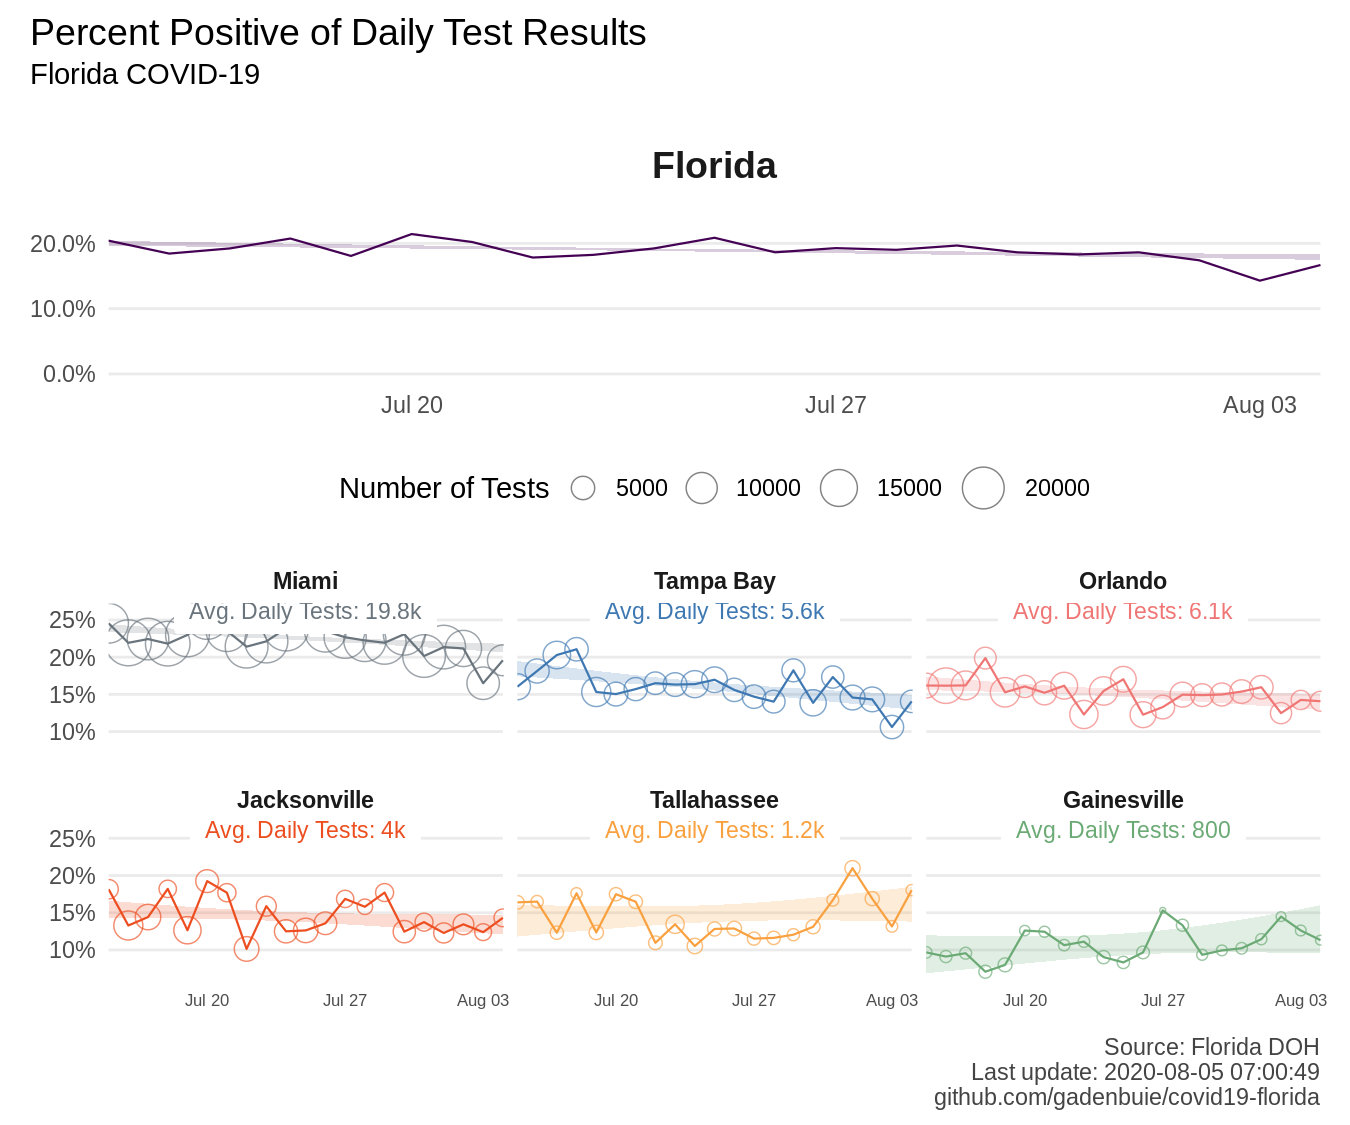 Percent Positive of Daily Test Results
Florida COVID-19
Florida
20.0%
10.0%
0.0%
Jul 20 Jul 27 Aug 03
Number of Tests 5000 10000 15000 20000
Miami Tampa Bay Orlando
Avg. Daily Tests: 19.8k Avg. Daily Tests: 5.6k Avg. Daily Tests: 6.1k
25%
20%
15%
10%
Jacksonville Tallahassee Gainesville
Avg. Daily Tests: 4k Avg. Daily Tests: 1.2k Avg. Daily Tests: 800
25%
20%
15%
10%
Jul 20 Jul 27 Aug 03 Jul 20 Jul 27 Aug 03 Jul 20 Jul 27 Aug 03
Source: Florida DOH
Last update: 2020-08-05 07:00:49
github.com/gadenbuie/covid19-florida